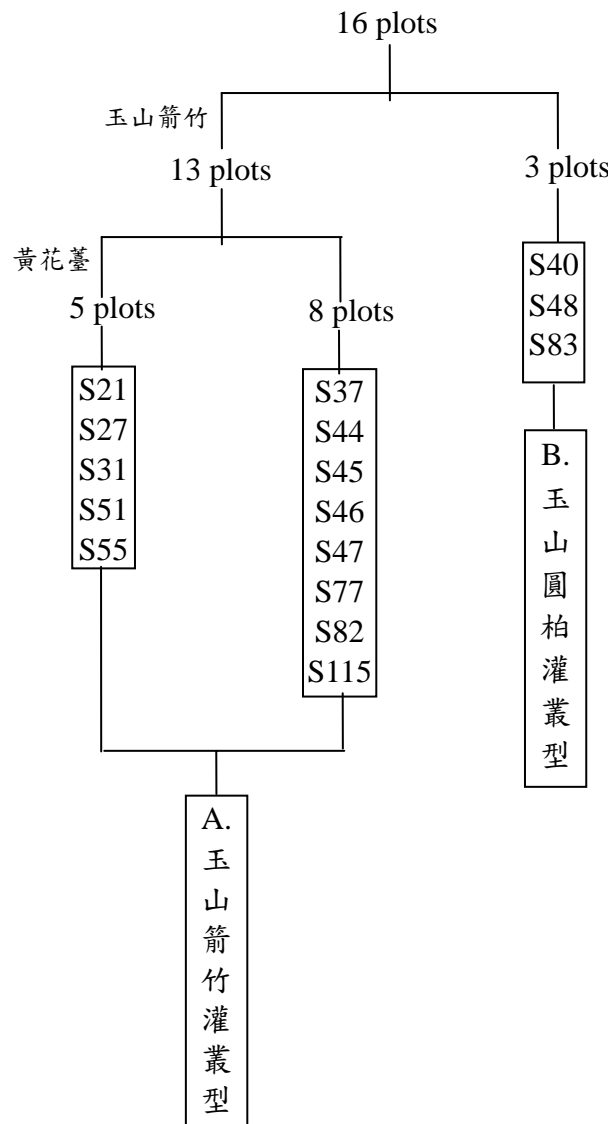 16 plots
玉山箭竹
13 plots
3 plots
黃花薹
5 plots
8 plots
S40
S48
S83
S21
S27
S31
S51
S55
S37
S44
S45
S46
S47
S77
S82
S115
B.
玉
山
圓
柏
灌
叢
型
A.
玉
山
箭
竹
灌
叢
型